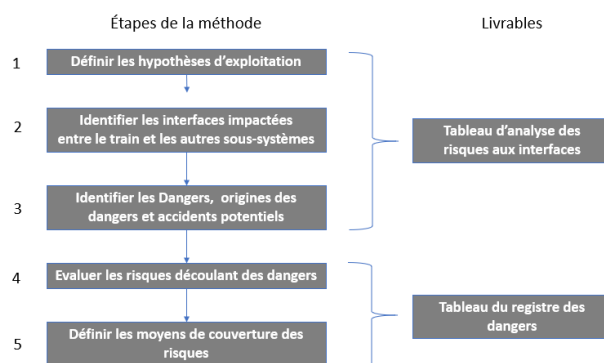 Étapes de la méthode
Livrables
1
Définir les hypothèses d’exploitation
2
Identifier les interfaces impactées
entre le train et les autres sous-systèmes
Tableau d’analyse des
risques aux interfaces
3
Identifier les Dangers, origines des
dangers et accidents potentiels
4
Evaluer les risques découlant des dangers
Tableau du registre des
dangers
5
Définir les moyens de couverture des
risques